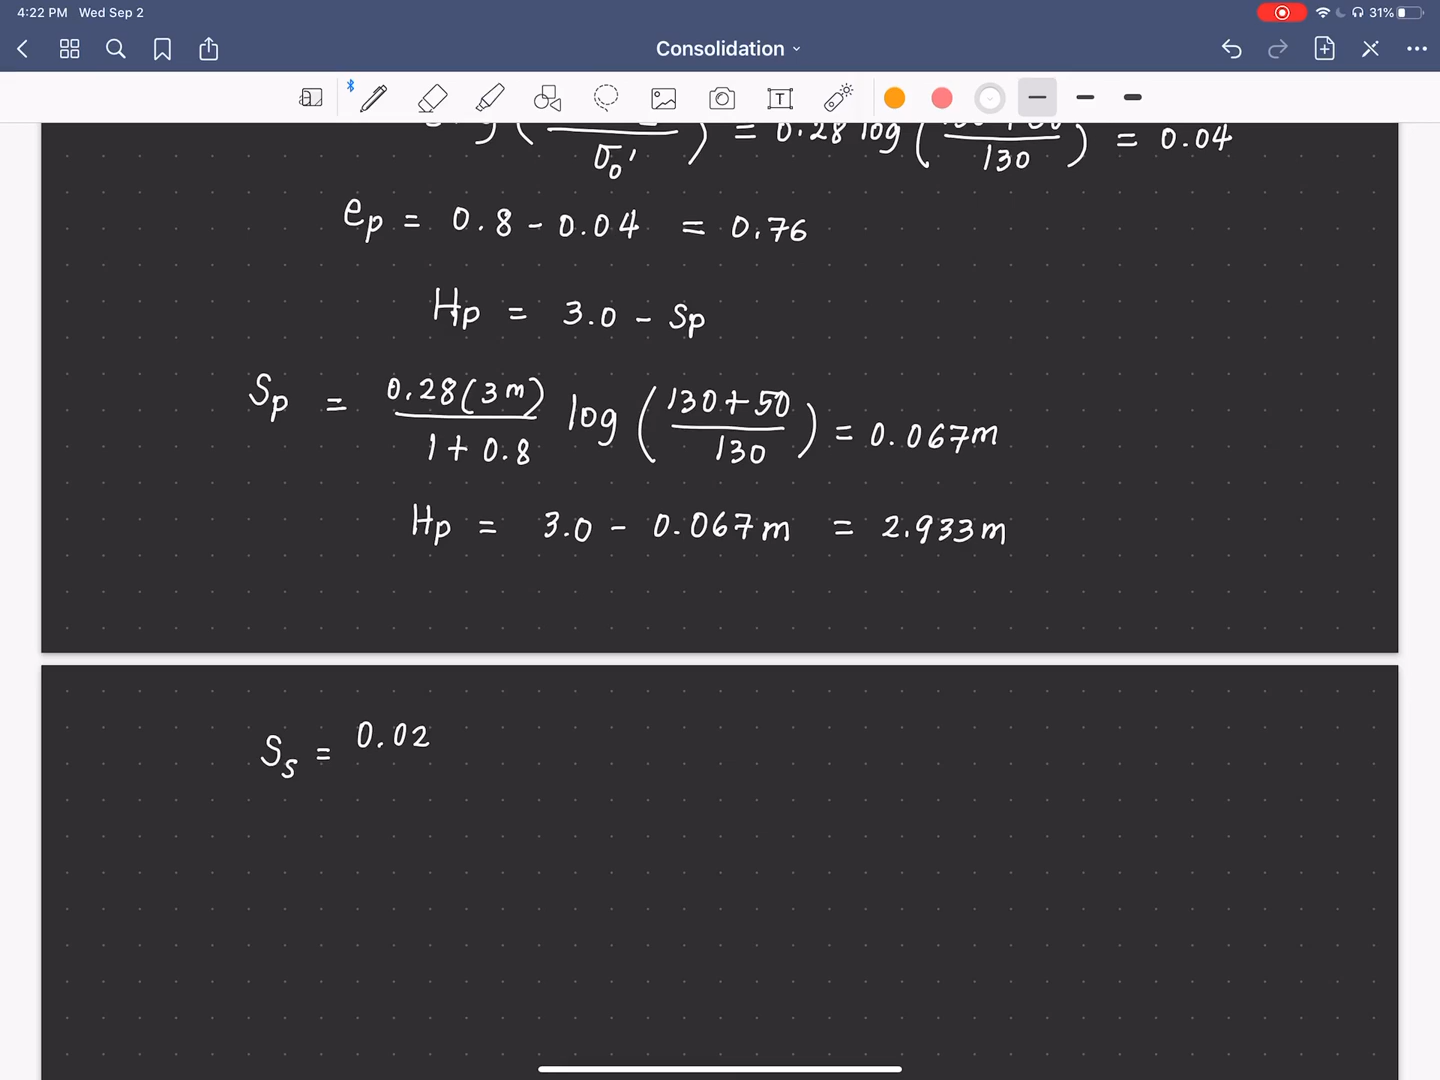 4:22 PM Wed Sep 2
31%
Consolidation
σ₀'
= 0.28 log ( / 130 ) = 0.04
eₚ = 0.8 - 0.04 = 0.76
Hₚ = 3.0 - Sₚ
Sₚ = 0.28(3m) / 1 + 0.8 log ( 130 + 50 / 130 ) = 0.067m
Hₚ = 3.0 - 0.067m = 2.933m
Sₛ = 0.02